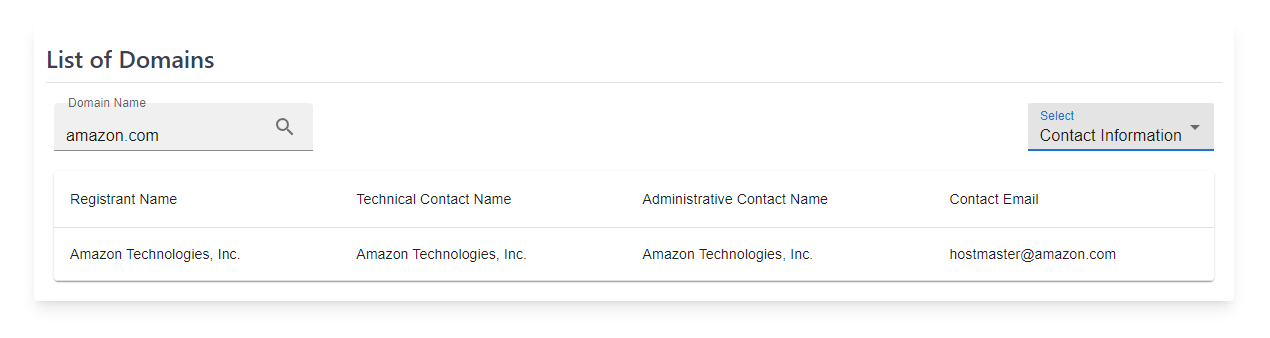 List of Domains
Domain Name
amazon.com
Select
Contact Information
Registrant Name Technical Contact Name Administrative Contact Name Contact Email
Amazon Technologies, Inc. Amazon Technologies, Inc. Amazon Technologies, Inc. hostmaster@amazon.com